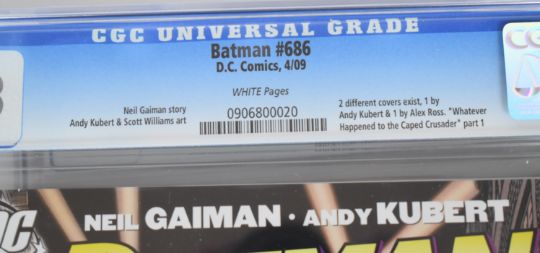 CGC UNIVERSAL GRADE
Batman #686
D.C. Comics, 4/09
WHITE Pages
Neil Gaiman story
Andy Kubert & Scott Williams art
0906800020
2 different covers exist, 1 by
Andy Kubert & 1 by Alex Ross. "Whatever
Happened to the Caped Crusader" part 1
NEIL GAIMAN • ANDY KUBERT